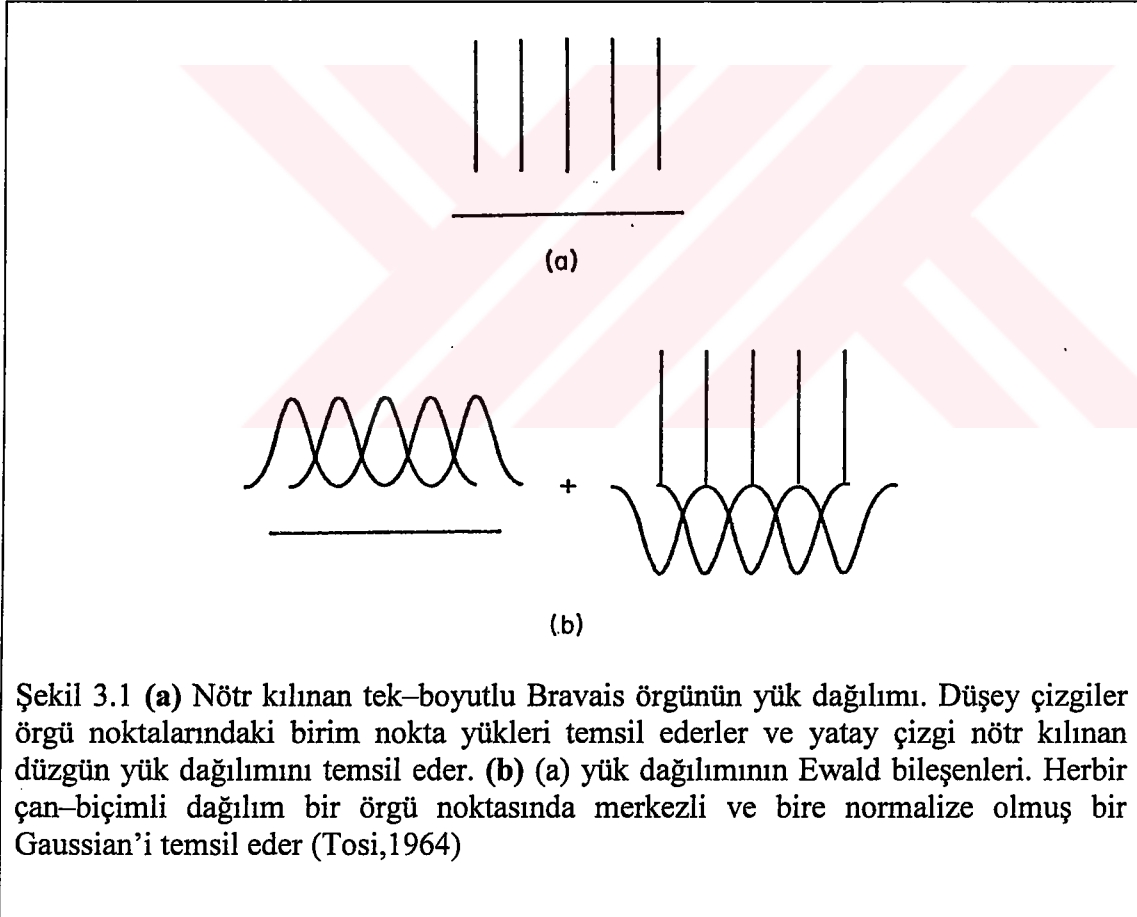 (a)
+
(b)
Şekil 3.1 (a) Nötr kılınan tek–boyutlu Bravais örgünün yük dağılımı. Düşey çizgiler
örgü noktalarındaki birim nokta yükleri temsil ederler ve yatay çizgi nötr kılınan
düzgün yük dağılımını temsil eder. (b) (a) yük dağılımının Ewald bileşenleri. Herbir
çan–biçimli dağılım bir örgü noktasında merkezli ve bire normalize olmuş bir
Gaussian’i temsil eder (Tosi,1964)